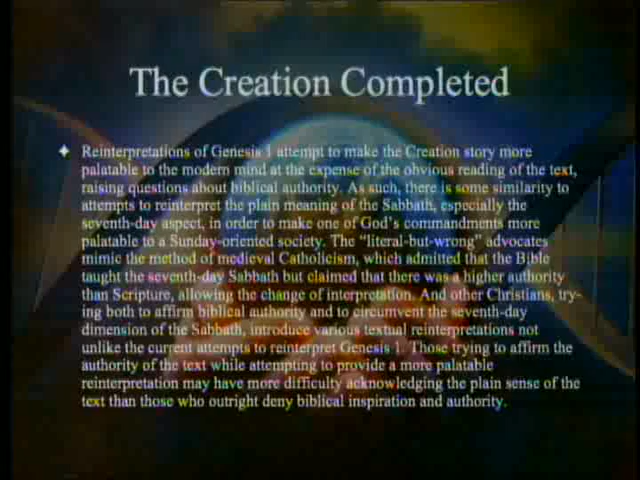 The Creation Completed
Reinterpretations of Genesis 1 attempt to make the Creation story more
palatable to the modern mind at the expense of the obvious reading of the text,
raising questions about biblical authority. As such, there is some similarity to
attempts to reinterpret the plain meaning of the Sabbath, especially the
seventh-day aspect, in order to make one of God's commandments more
palatable to a Sunday-oriented society. The "literal-but-wrong" advocates
mimic the method of medieval Catholicism, which admitted that the Bible
taught the seventh-day Sabbath but claimed that there was a higher authority
than Scripture, allowing the change of interpretation. And other Christians, try-
ing both to affirm biblical authority and to circumvent the seventh-day
dimension of the Sabbath, introduce various textual reinterpretations not
unlike the current attempts to reinterpret Genesis 1. Those trying to affirm the
authority of the text while attempting to provide a more palatable
reinterpretation may have more difficulty acknowledging the plain sense of the
text than those who outright deny biblical inspiration and authority.